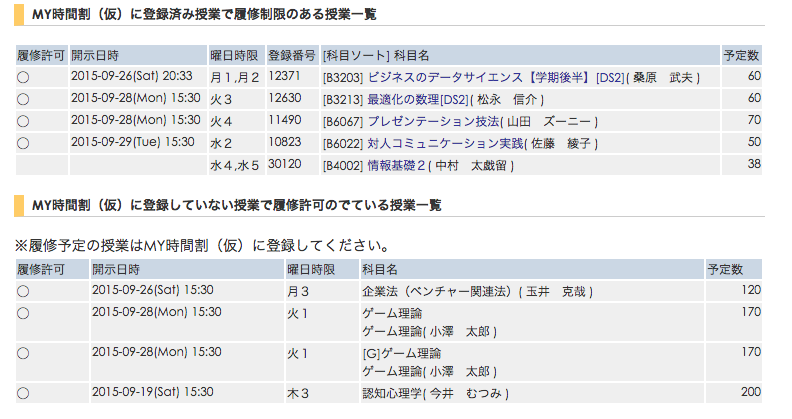 MY時間割（仮）に登録済み授業で履修制限のある授業一覧
履修許可 開示日時 曜日時限 登録番号 [科目ソート] 科目名 予定数
○ 2015-09-26(Sat) 20:33 月１,月２ 12371 [B3203] ビジネスのデータサイエンス【学期後半】[DS2]( 桑原　武夫 ) 60
○ 2015-09-28(Mon) 15:30 火３ 12630 [B3213] 最適化の数理[DS2]( 松永　信介 ) 60
○ 2015-09-28(Mon) 15:30 火４ 11490 [B6067] プレゼンテーション技法( 山田　ズーニー ) 70
○ 2015-09-29(Tue) 15:30 水２ 10823 [B6022] 対人コミュニケーション実践( 佐藤　綾子 ) 50
水４,水５ 30120 [B4002] 情報基礎２( 中村　太戯留 ) 38
MY時間割（仮）に登録していない授業で履修許可のでている授業一覧
※履修予定の授業はMY時間割（仮）に登録してください。
履修許可 開示日時 曜日時限 科目名 予定数
○ 2015-09-26(Sat) 15:30 月３ 企業法（ベンチャー関連法）( 玉井　克哉 ) 120
○ 2015-09-28(Mon) 15:30 火１ ゲーム理論 170
ゲーム理論( 小澤　太郎 )
○ 2015-09-28(Mon) 15:30 火１ [G]ゲーム理論 170
ゲーム理論( 小澤　太郎 )
○ 2015-09-19(Sat) 15:30 木３ 認知心理学( 今井　むつみ ) 200